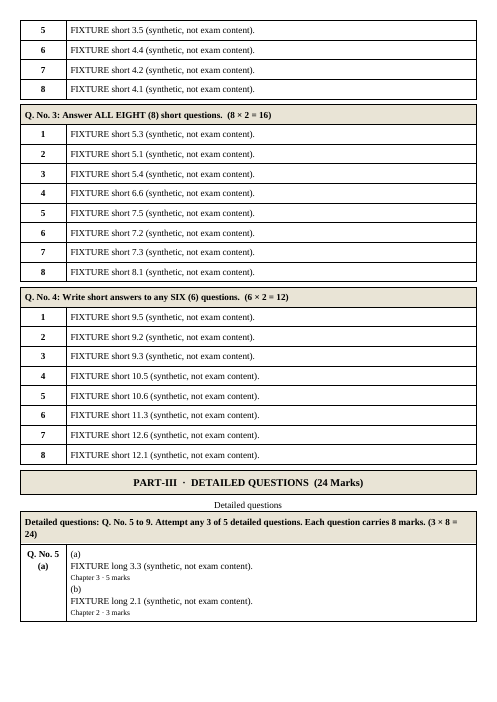 5 FIXTURE short 3.5 (synthetic, not exam content).
6 FIXTURE short 4.4 (synthetic, not exam content).
7 FIXTURE short 4.2 (synthetic, not exam content).
8 FIXTURE short 4.1 (synthetic, not exam content).
Q. No. 3: Answer ALL EIGHT (8) short questions. (8 × 2 = 16)
1 FIXTURE short 5.3 (synthetic, not exam content).
2 FIXTURE short 5.1 (synthetic, not exam content).
3 FIXTURE short 5.4 (synthetic, not exam content).
4 FIXTURE short 6.6 (synthetic, not exam content).
5 FIXTURE short 7.5 (synthetic, not exam content).
6 FIXTURE short 7.2 (synthetic, not exam content).
7 FIXTURE short 7.3 (synthetic, not exam content).
8 FIXTURE short 8.1 (synthetic, not exam content).
Q. No. 4: Write short answers to any SIX (6) questions. (6 × 2 = 12)
1 FIXTURE short 9.5 (synthetic, not exam content).
2 FIXTURE short 9.2 (synthetic, not exam content).
3 FIXTURE short 9.3 (synthetic, not exam content).
4 FIXTURE short 10.5 (synthetic, not exam content).
5 FIXTURE short 10.6 (synthetic, not exam content).
6 FIXTURE short 11.3 (synthetic, not exam content).
7 FIXTURE short 12.6 (synthetic, not exam content).
8 FIXTURE short 12.1 (synthetic, not exam content).
PART-III · DETAILED QUESTIONS (24 Marks)
Detailed questions
Detailed questions: Q. No. 5 to 9. Attempt any 3 of 5 detailed questions. Each question carries 8 marks. (3 × 8 =
24)
Q. No. 5 (a)
(a)
FIXTURE long 3.3 (synthetic, not exam content).
Chapter 3 · 5 marks
(b)
FIXTURE long 2.1 (synthetic, not exam content).
Chapter 2 · 3 marks